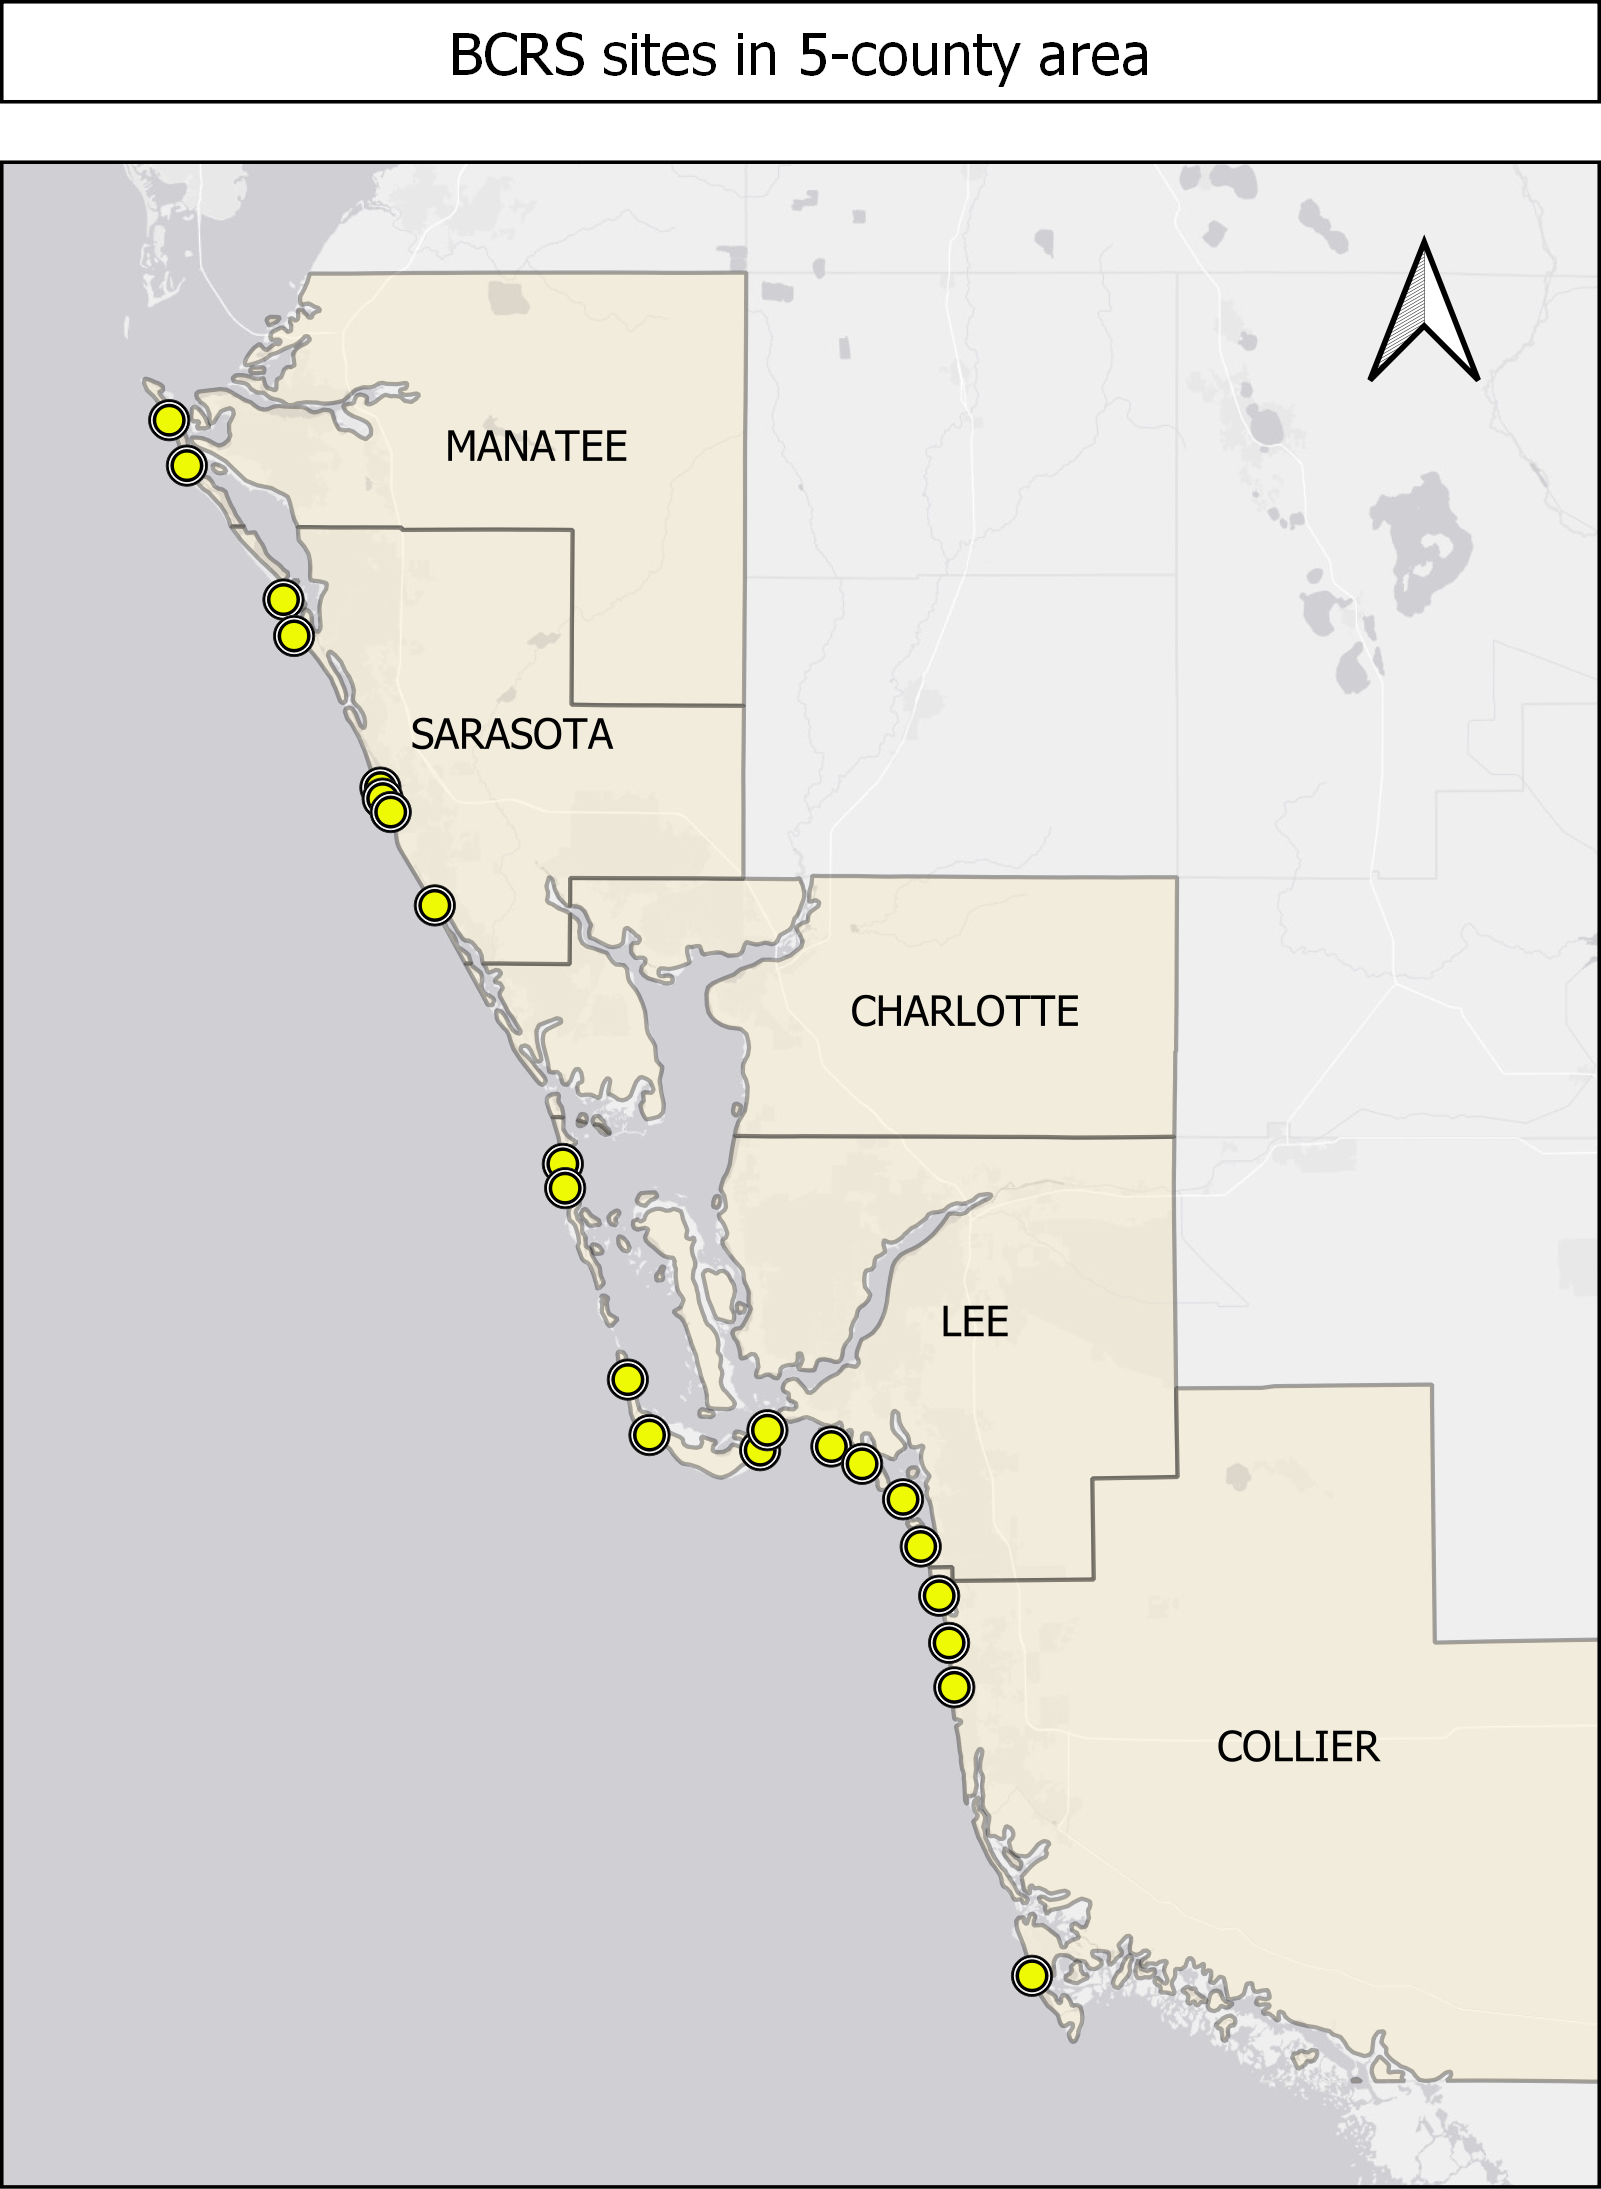 BCRS sites in 5-county area
MANATEE
SARASOTA
CHARLOTTE
LEE
COLLIER